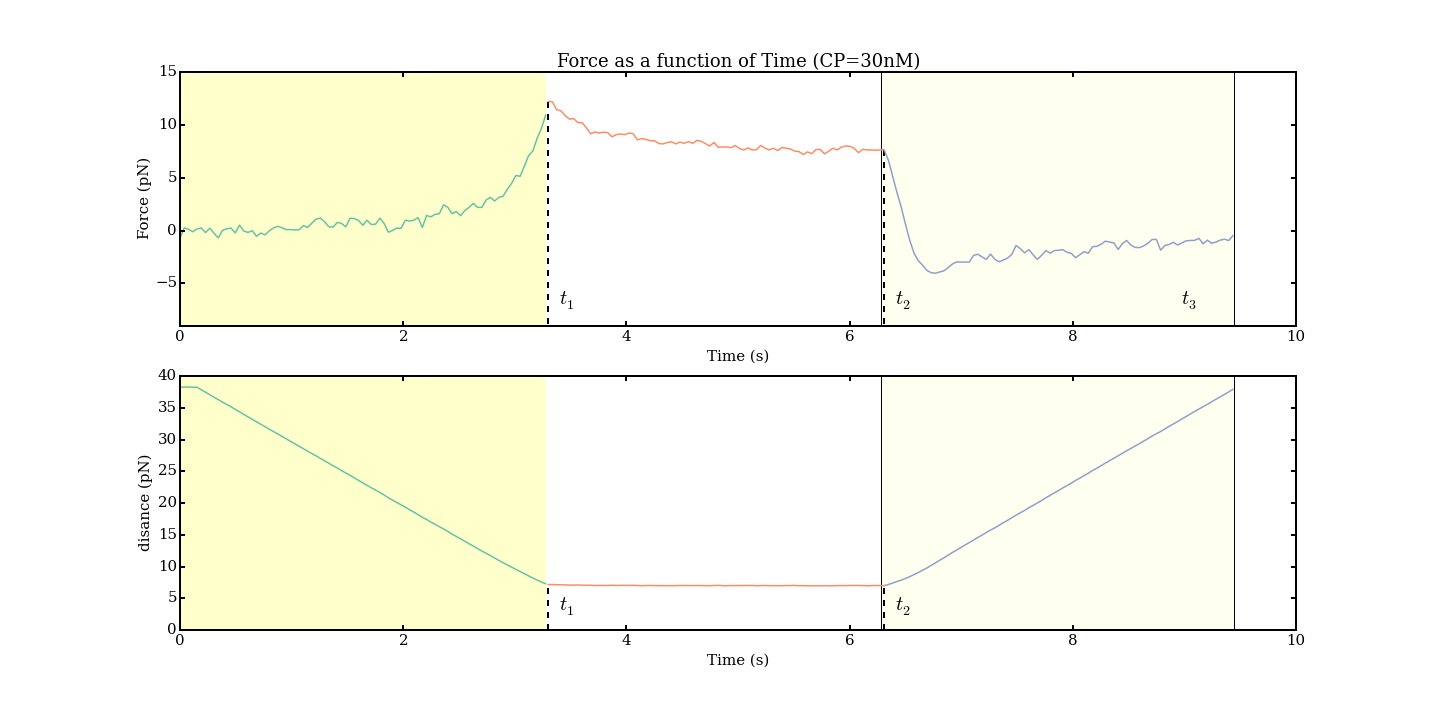 Force as a function of Time (CP=30nM)
15
10
5
0
−5
Force (pN)
t1
t2
t3
0 2 4 6 8 10
Time (s)
40
35
30
25
20
15
10
5
0
disance (pN)
t1
t2
0 2 4 6 8 10
Time (s)